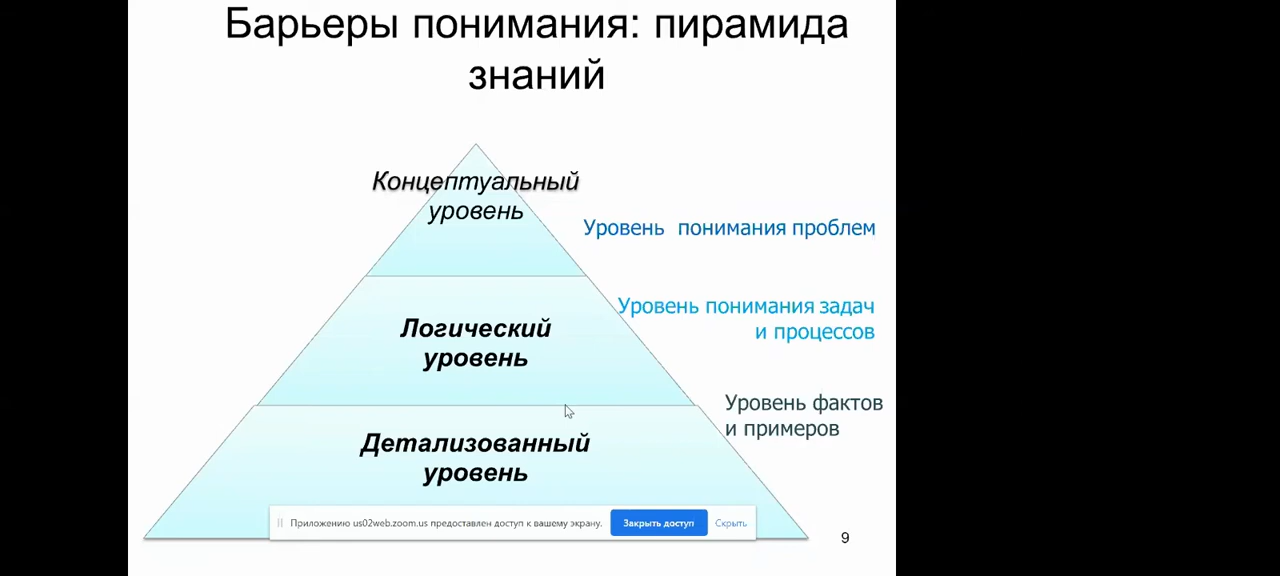 Барьеры понимания: пирамида
знаний
Концептуальный
уровень
Уровень понимания проблем
Уровень понимания задач
и процессов
Логический
уровень
Уровень фактов
и примеров
Детализованный
уровень
Приложению us02web.zoom.us предоставлен доступ к вашему экрану.
Закрыть доступ
Скрыть
9